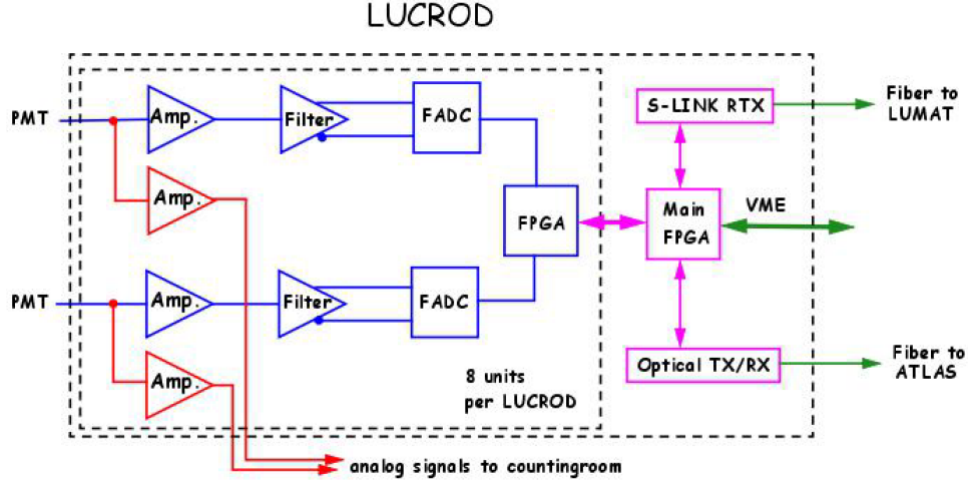 LUCROD
PMT
Amp.
Filter
FADC
Amp.
FPGA
PMT
Amp.
Filter
FADC
Amp.
8 units
per LUCROD
S-LINK RTX
Fiber to
LUMAT
Main
FPGA
VME
Optical TX/RX
Fiber to
ATLAS
analog signals to countingroom